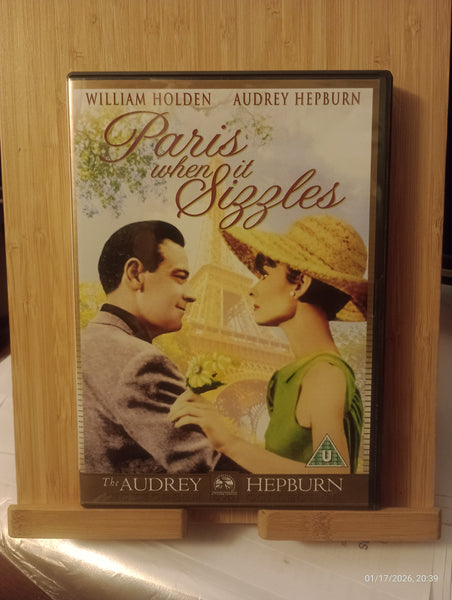 WILLIAM HOLDEN AUDREY HEPBURN
Paris
when it
Sizzles
U
The AUDREY HEPBURN
01/17/2026, 20:39